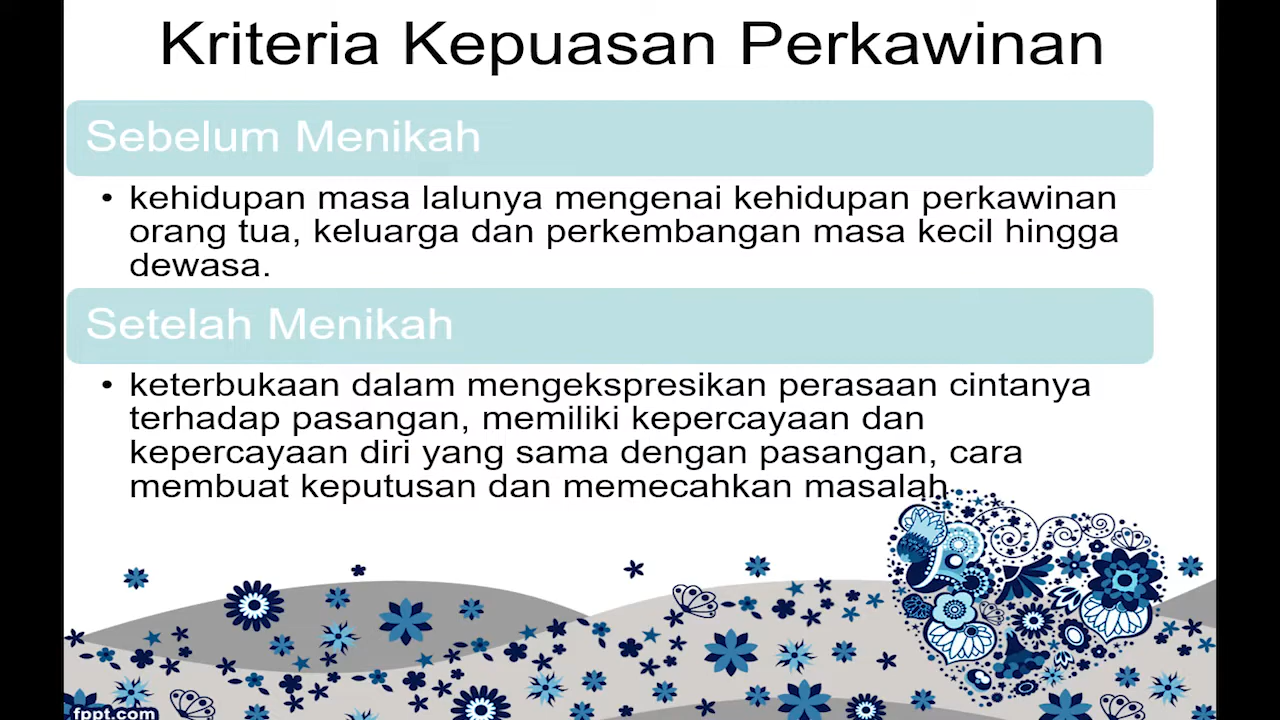 Kriteria Kepuasan Perkawinan
Sebelum Menikah
• kehidupan masa lalunya mengenai kehidupan perkawinan
orang tua, keluarga dan perkembangan masa kecil hingga
dewasa.
Setelah Menikah
• keterbukaan dalam mengekspresikan perasaan cintanya
terhadap pasangan, memiliki kepercayaan dan
kepercayaan diri yang sama dengan pasangan, cara
membuat keputusan dan memecahkan masalah.
fppt.com